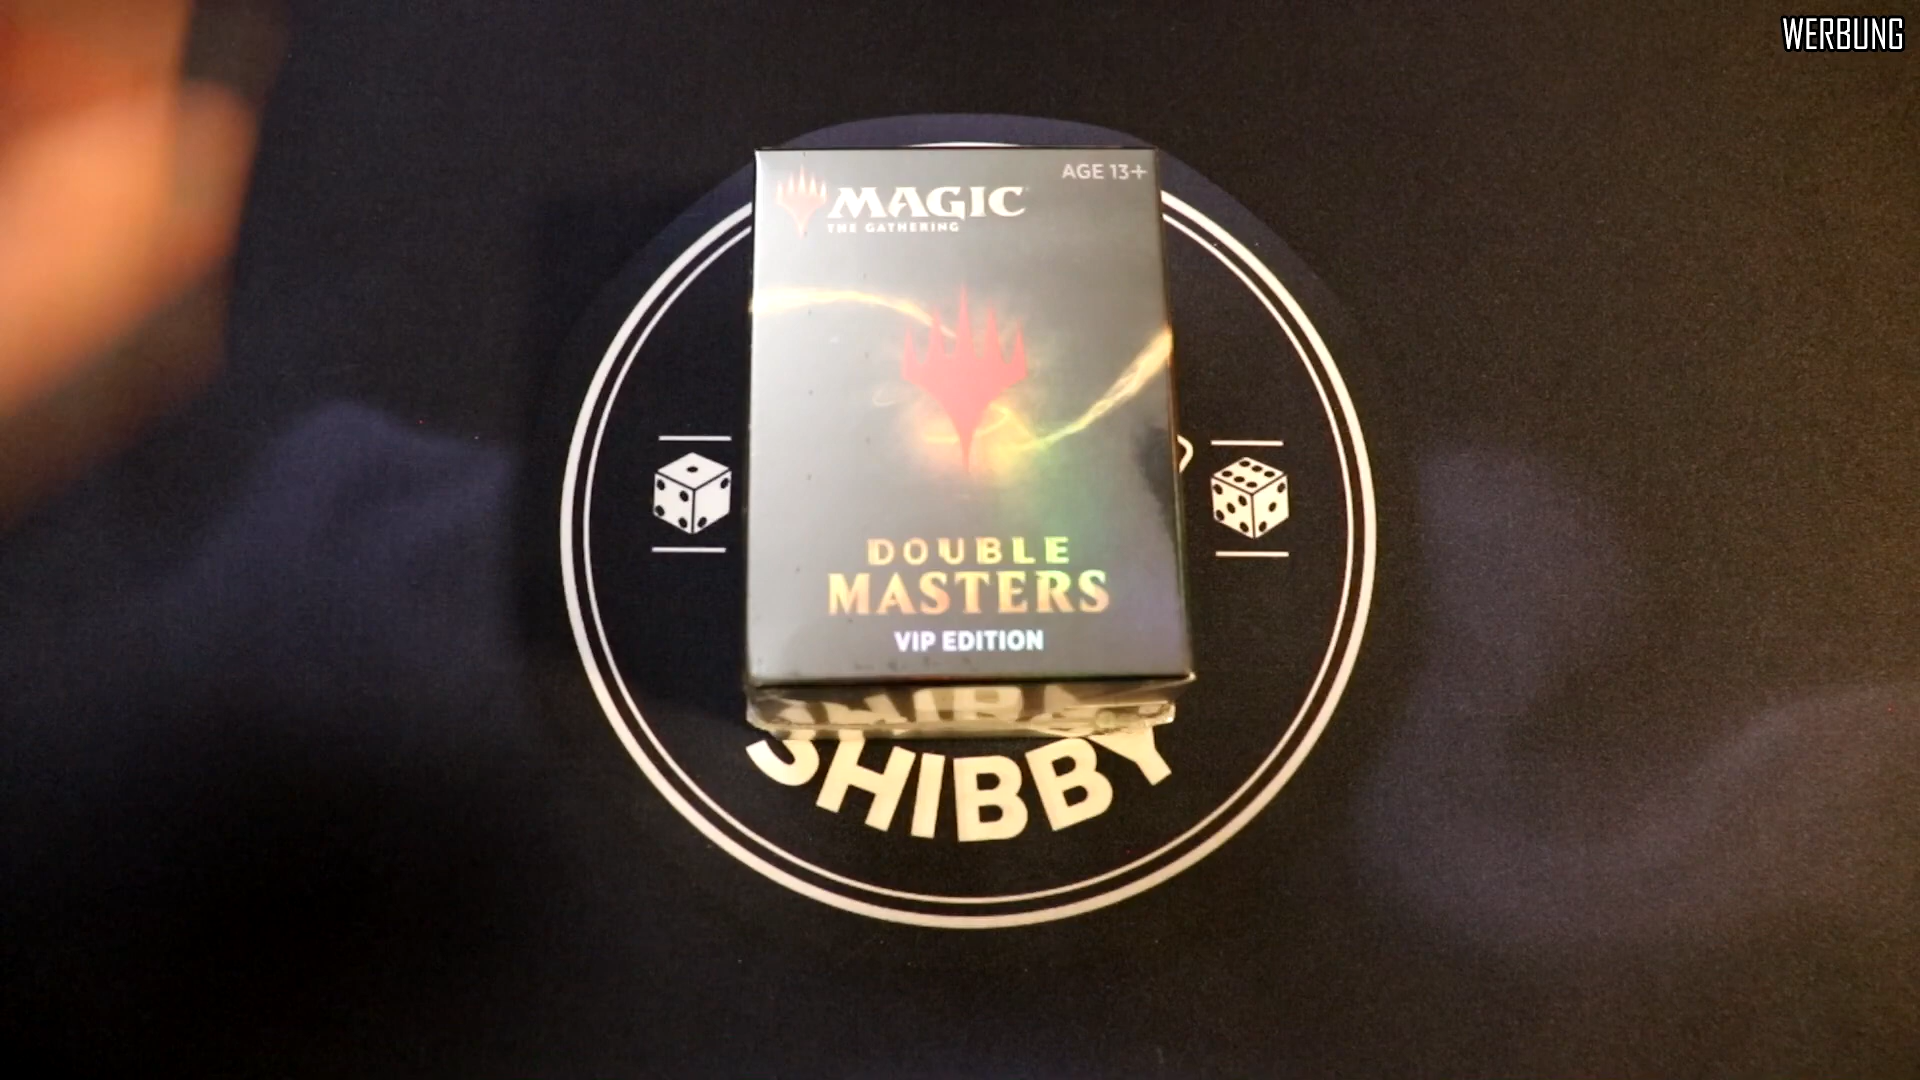 WERBUNG
AGE 13+
MAGIC
THE GATHERING
DOUBLE
MASTERS
VIP EDITION
SHIBBY